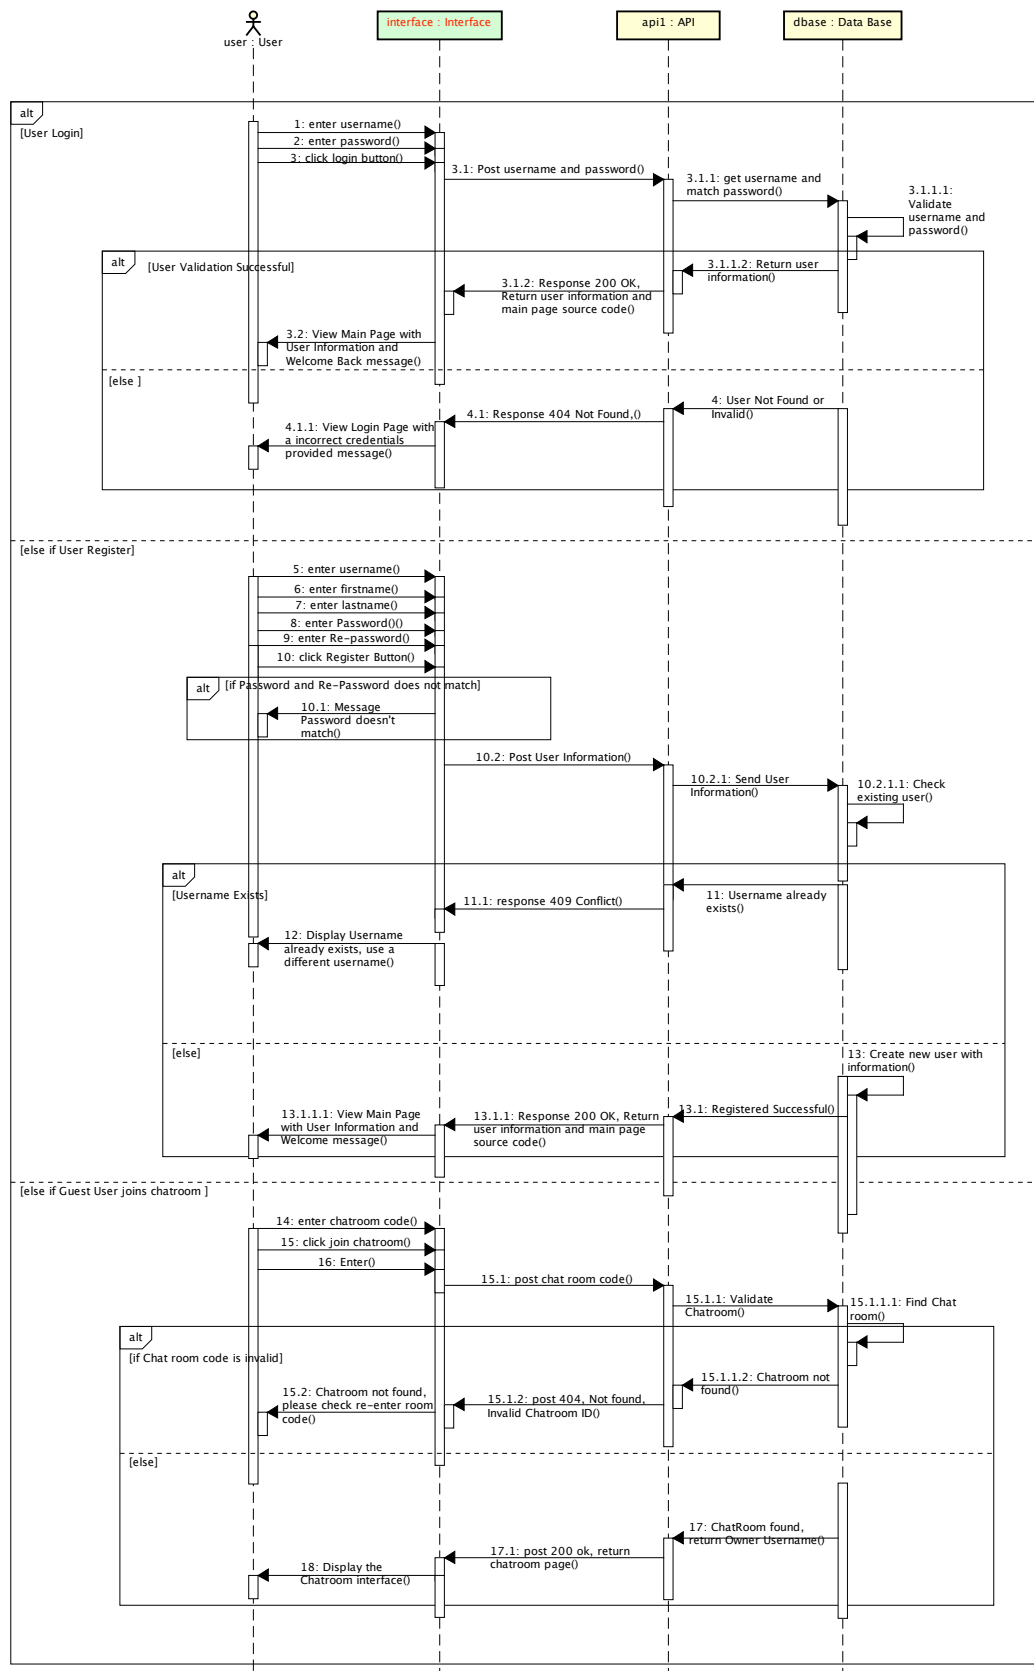 interface : Interface
api1 : API
dbase : Data Base
user : User
alt
[User Login]
1: enter username()
2: enter password()
3: click login button()
3.1: Post username and password()
3.1.1: get username and
match password()
3.1.1.1:
Validate
username and
password()
alt
[User Validation Successful]
3.1.1.2: Return user
information()
3.1.2: Response 200 OK,
Return user information and
main page source code()
3.2: View Main Page with
User Information and
Welcome Back message()
[else ]
4: User Not Found or
Invalid()
4.1: Response 404 Not Found,()
4.1.1: View Login Page with
a incorrect credentials
provided message()
[else if User Register]
5: enter username()
6: enter firstname()
7: enter lastname()
8: enter Password()()
9: enter Re-password()
10: click Register Button()
alt
[if Password and Re-Password does not match]
10.1: Message
Password doesn't
match()
10.2: Post User Information()
10.2.1: Send User
Information()
10.2.1.1: Check
existing user()
alt
[Username Exists]
11: Username already
exists()
11.1: response 409 Conflict()
12: Display Username
already exists, use a
different username()
[else]
13: Create new user with
information()
13.1: Registered Successful()
13.1.1: Response 200 OK, Return
user information and main page
source code()
13.1.1.1: View Main Page
with User Information and
Welcome message()
[else if Guest User joins chatroom ]
14: enter chatroom code()
15: click join chatroom()
16: Enter()
15.1: post chat room code()
15.1.1: Validate
Chatroom()
15.1.1.1: Find Chat
room()
alt
[if Chat room code is invalid]
15.1.1.2: Chatroom not
found()
15.1.2: post 404, Not found,
Invalid Chatroom ID()
15.2: Chatroom not found,
please check re-enter room
code()
[else]
17: ChatRoom found,
return Owner Username()
17.1: post 200 ok, return
chatroom page()
18: Display the
Chatroom interface()